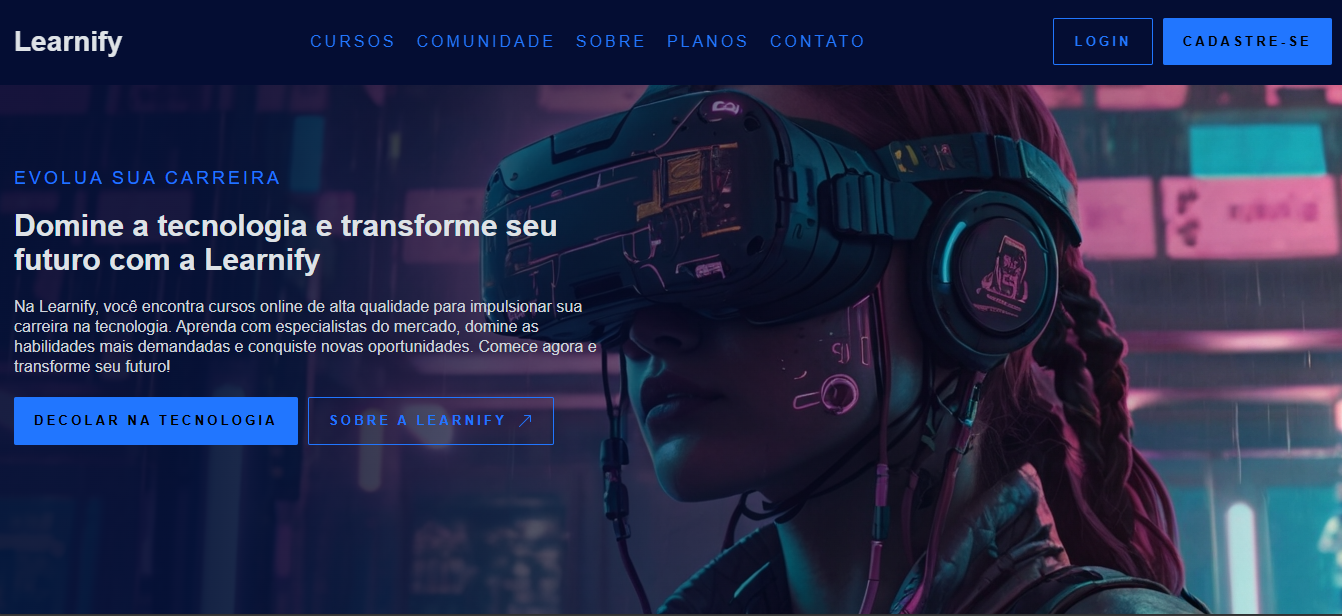 Learnify
CURSOS COMUNIDADE SOBRE PLANOS CONTATO
LOGIN CADASTRE-SE
EVOLUA SUA CARREIRA
Domine a tecnologia e transforme seu
futuro com a Learnify
Na Learnify, você encontra cursos online de alta qualidade para impulsionar sua
carreira na tecnologia. Aprenda com especialistas do mercado, domine as
habilidades mais demandadas e conquiste novas oportunidades. Comece agora e
transforme seu futuro!
DECOLAR NA TECNOLOGIA SOBRE A LEARNIFY